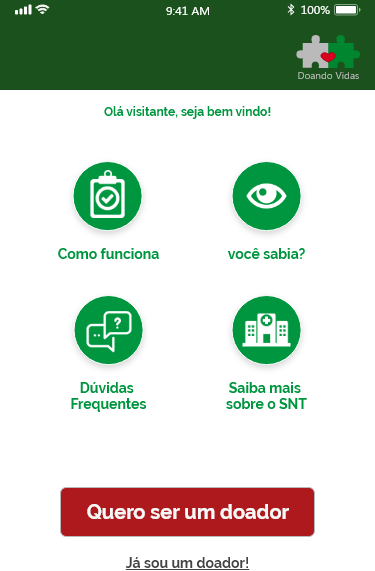 9:41 AM
100%
Doando Vidas
Olá visitante, seja bem vindo!
Como funciona
você sabia?
?
Dúvidas
Frequentes
Saiba mais
sobre o SNT
Quero ser um doador
Já sou um doador!